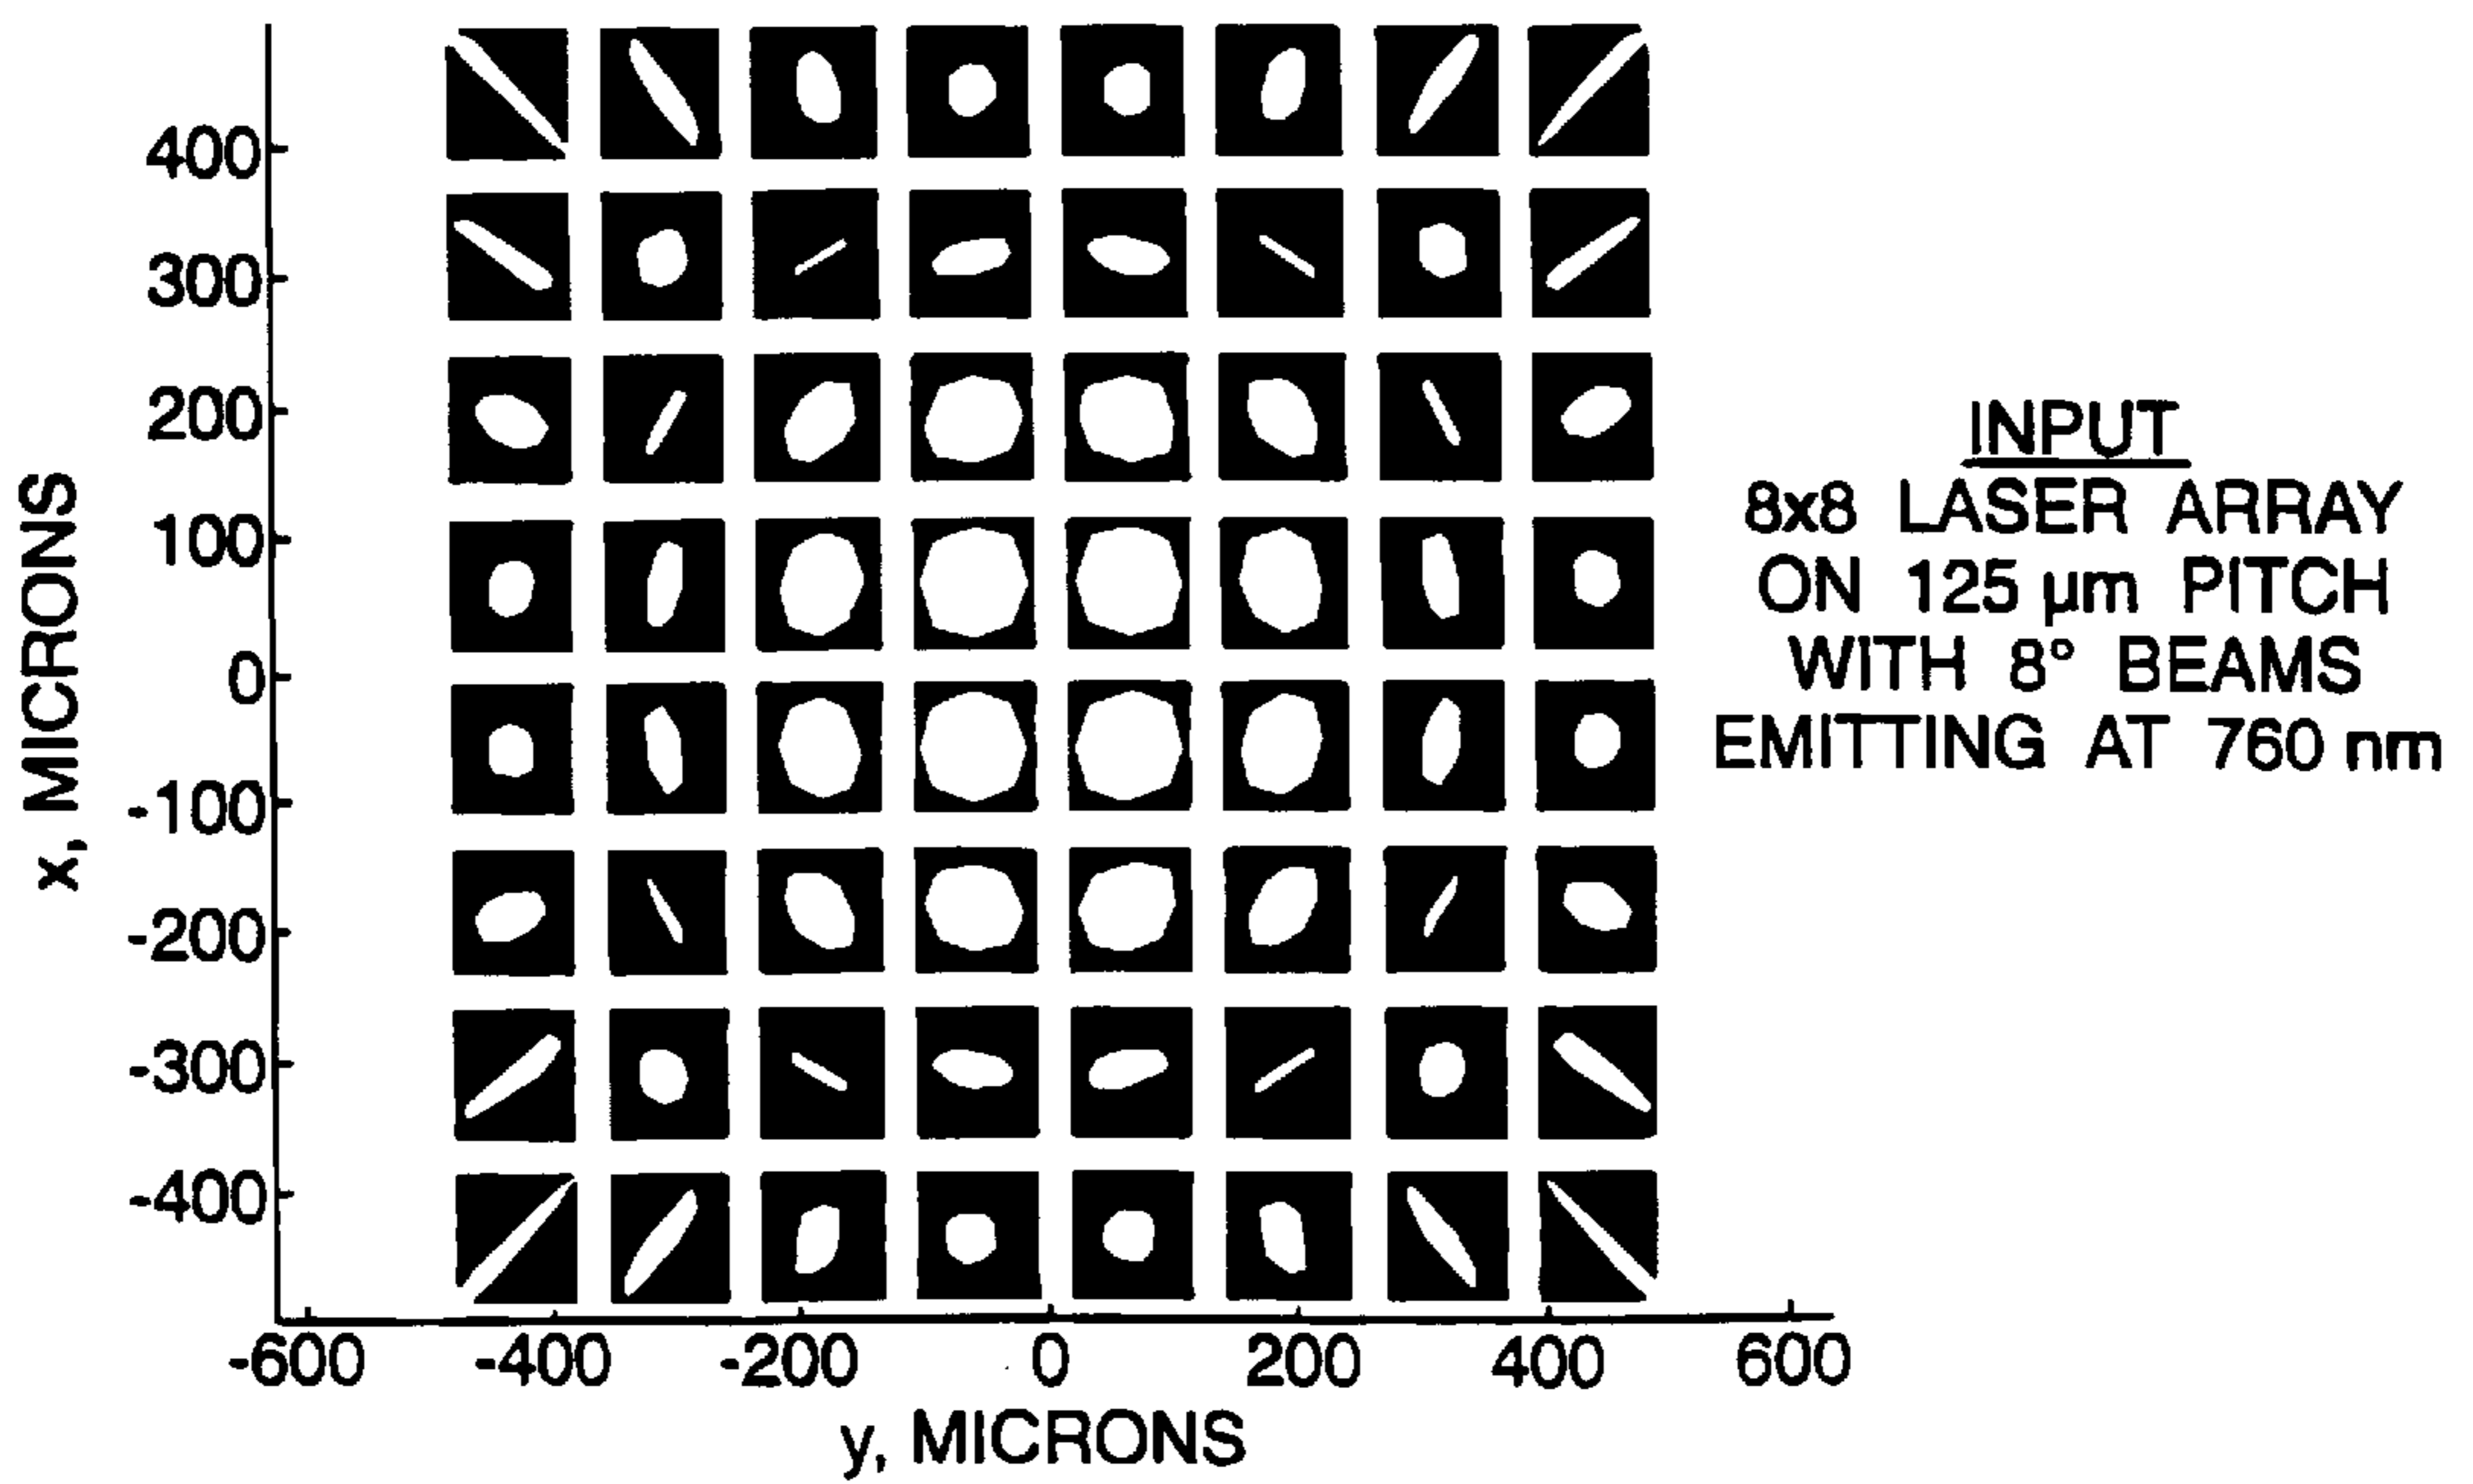 400
300
200
100
0
-100
-200
-300
-400
x, MICRONS
-600 -400 -200 0 200 400 600
y, MICRONS
INPUT
8x8 LASER ARRAY
ON 125 μm PITCH
WITH 8° BEAMS
EMITTING AT 760 nm